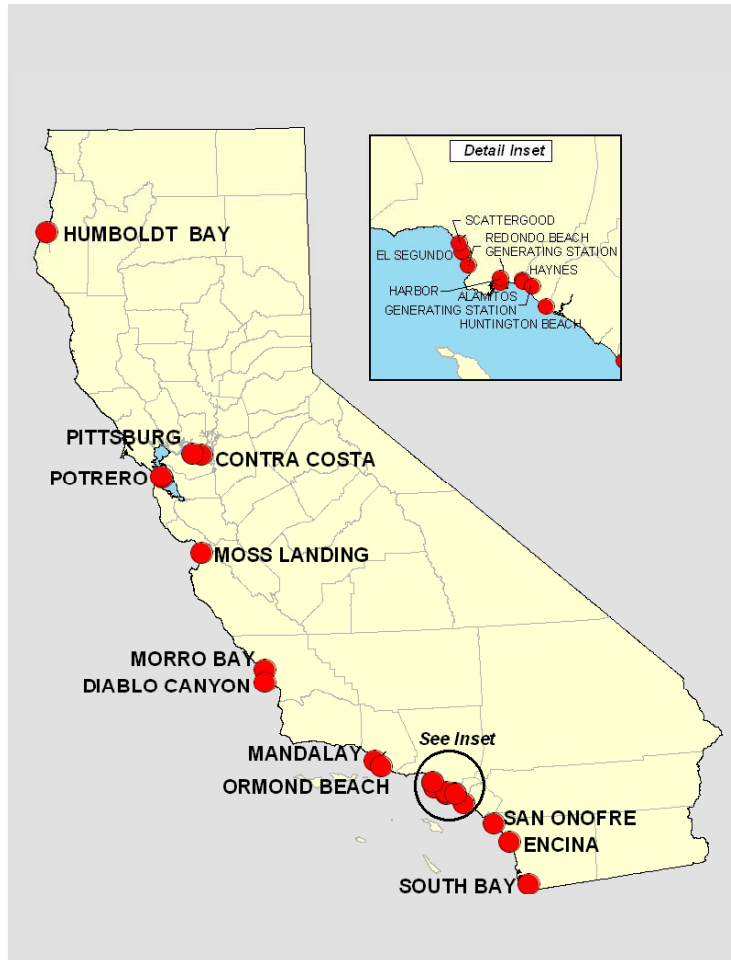 Detail Inset
SCATTERGOOD
REDONDO BEACH
GENERATING STATION
EL SEGUNDO
HAYNES
HARBOR
ALAMITOS
GENERATING STATION
HUNTINGTON BEACH
HUMBOLDT BAY
PITTSBURG
CONTRA COSTA
POTRERO
MOSS LANDING
MORRO BAY
DIABLO CANYON
See Inset
MANDALAY
ORMOND BEACH
SAN ONOFRE
ENCINA
SOUTH BAY